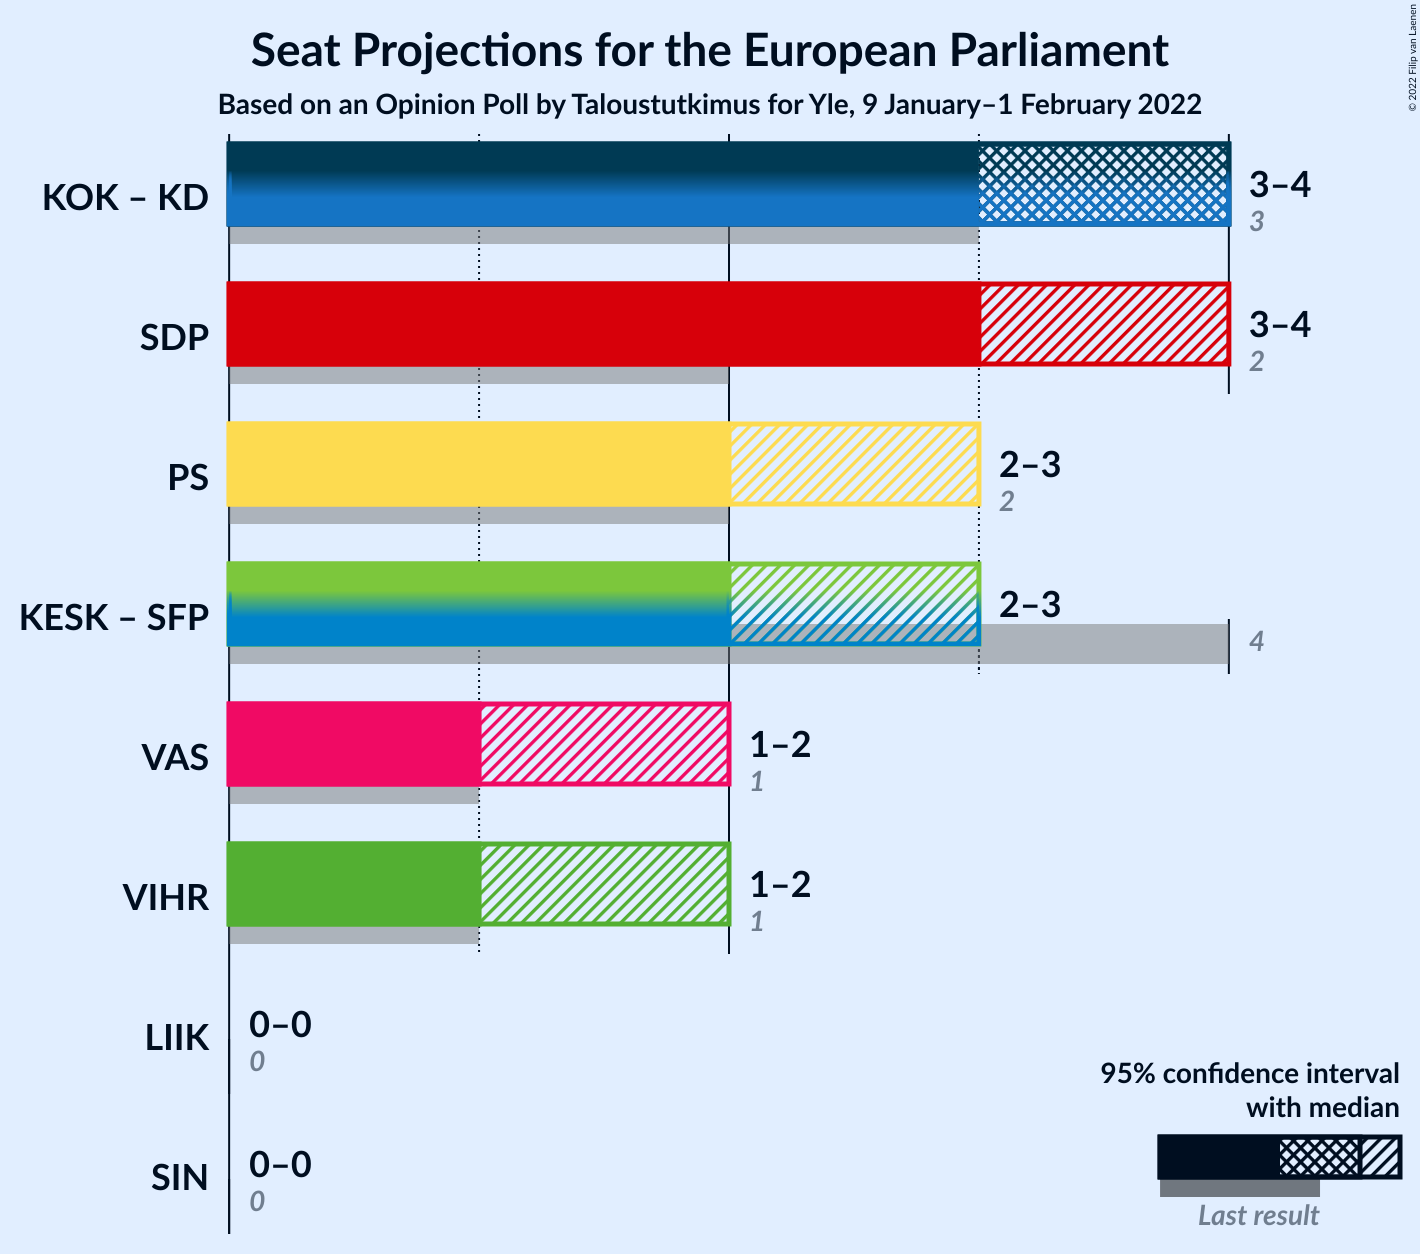 Seat Projections for the European Parliament
Based on an Opinion Poll by Taloustutkimus for Yle, 9 January–1 February 2022
© 2022 Filip van Laenen
KOK – KD
3–4
3
SDP
3–4
2
PS
2–3
2
KESK – SFP
2–3
4
VAS
1–2
1
VIHR
1–2
1
LIIK
0–0
0
SIN
0–0
0
95% confidence interval
with median
Last result